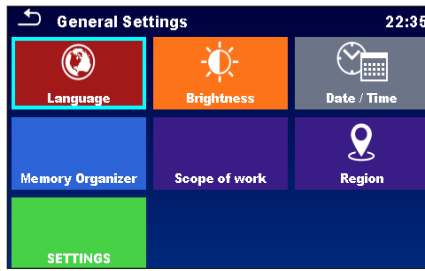 General Settings 22:35
Language Brightness Date / Time
Memory Organizer Scope of work Region
SETTINGS